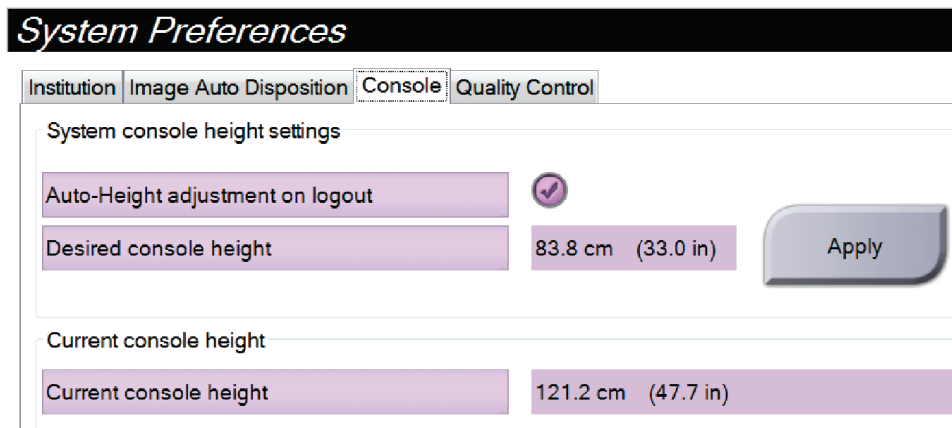 System Preferences
Institution Image Auto Disposition Console Quality Control
System console height settings
Auto-Height adjustment on logout
Desired console height 83.8 cm (33.0 in) Apply
Current console height
Current console height 121.2 cm (47.7 in)